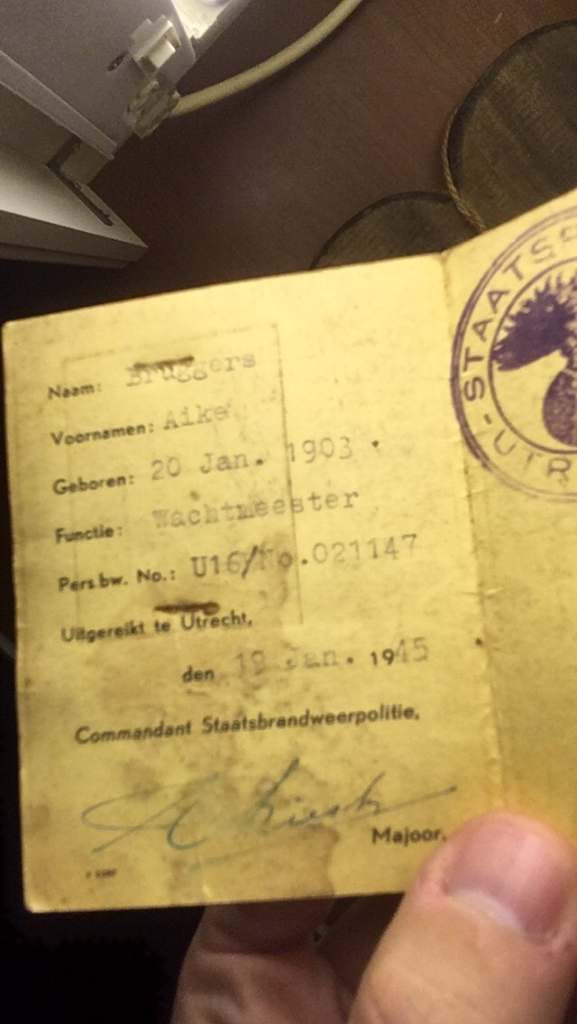 Naam: Bruggers
Voornamen: Aike
Geboren: 20 Jan. 1903
Functie: Wachtmeester
Pers.bw. No.: U16/No.021147
Uitgereikt te Utrecht,
den 19 Jan. 1945
Commandant Staatsbrandweerpolitie,
Majoor.
STAATS
-UTR